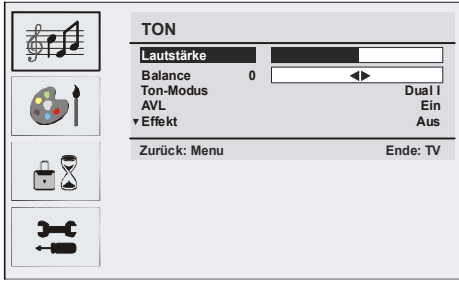 TON
Lautstärke
Balance 0
Ton-Modus Dual I
AVL Ein
Effekt Aus
Zurück: Menu Ende: TV